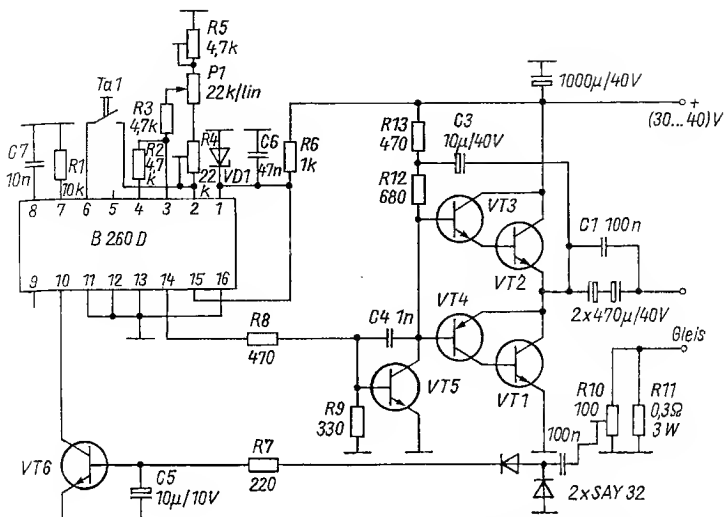 R5
4,7k
P1
22k/lin
Ta1
R3
4,7k
C7
10n
R1
10k
R2
4,7
k
R4
22
k
VD1
C6
47n
R6
1k
1000µ/40V
+
(30...40)V
R13
470
C3
10µ/40V
R12
680
VT3
VT2
C1 100n
2x470µ/40V
8 7 6 5 4 3 2 1
B 260 D
9 10 11 12 13 14 15 16
R8
470
C4 1n
VT4
VT1
VT5
R9
330
Gleis
R10
100
R11
0,3Ω
3W
100n
2xSAY 32
VT6
C5
10µ/10V
R7
220